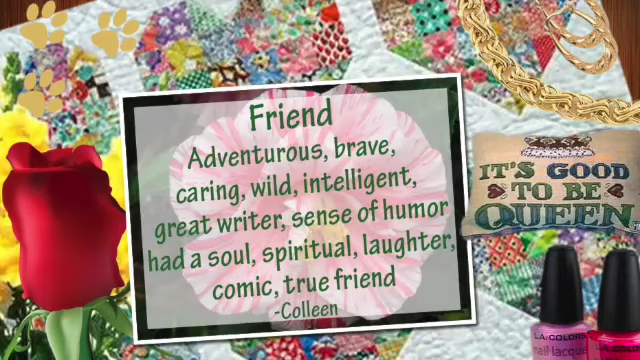 Friend
Adventurous, brave,
caring, wild, intelligent,
great writer, sense of humor
had a soul, spiritual, laughter,
comic, true friend
-Colleen
IT'S GOOD
TO BE
QUEEN
L.A. COLORS
nail lacquer
L.A. COLORS